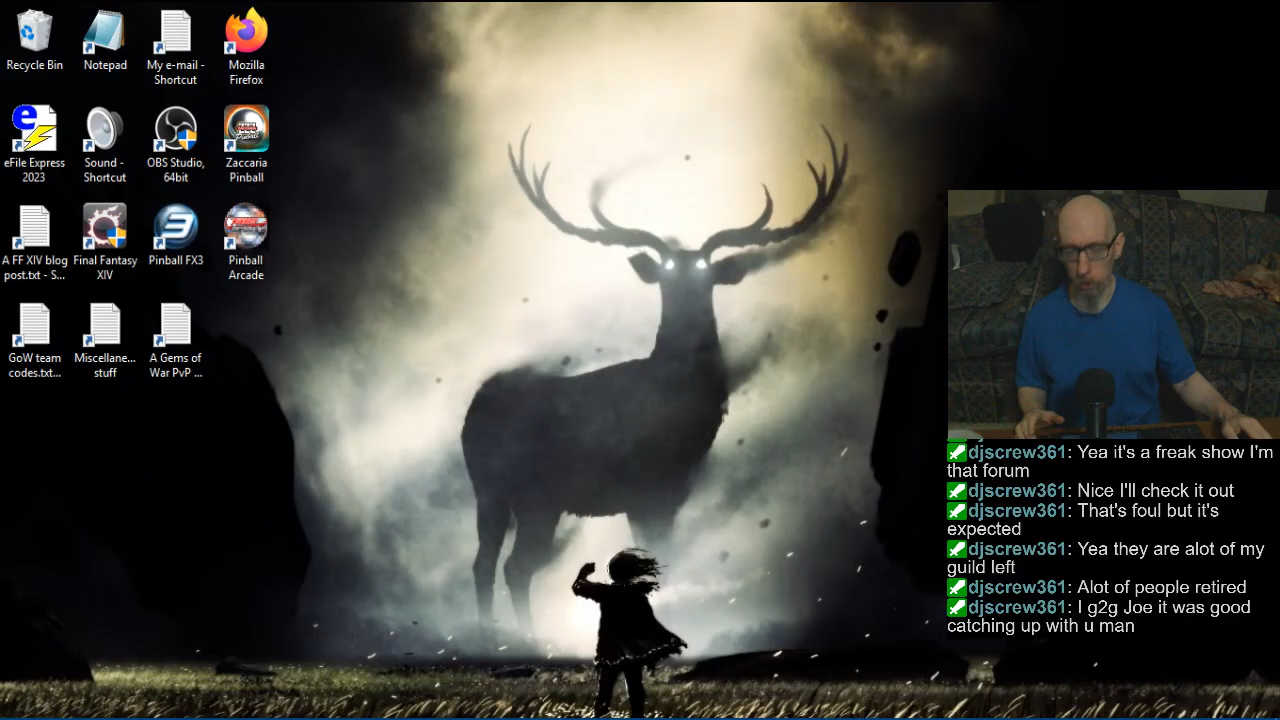 Recycle Bin
Notepad
My e-mail -
Shortcut
Mozilla
Firefox
eFile Express
2023
Sound -
Shortcut
OBS Studio,
64bit
Zaccaria
Pinball
A FF XIV blog
post.txt - S...
Final Fantasy
XIV
Pinball FX3
Pinball
Arcade
GoW team
codes.txt...
Miscellane...
stuff
A Gems of
War PvP ...
djscrew361: Yea it's a freak show I'm
that forum
djscrew361: Nice I'll check it out
djscrew361: That's foul but it's
expected
djscrew361: Yea they are alot of my
guild left
djscrew361: Alot of people retired
djscrew361: I g2g Joe it was good
catching up with u man